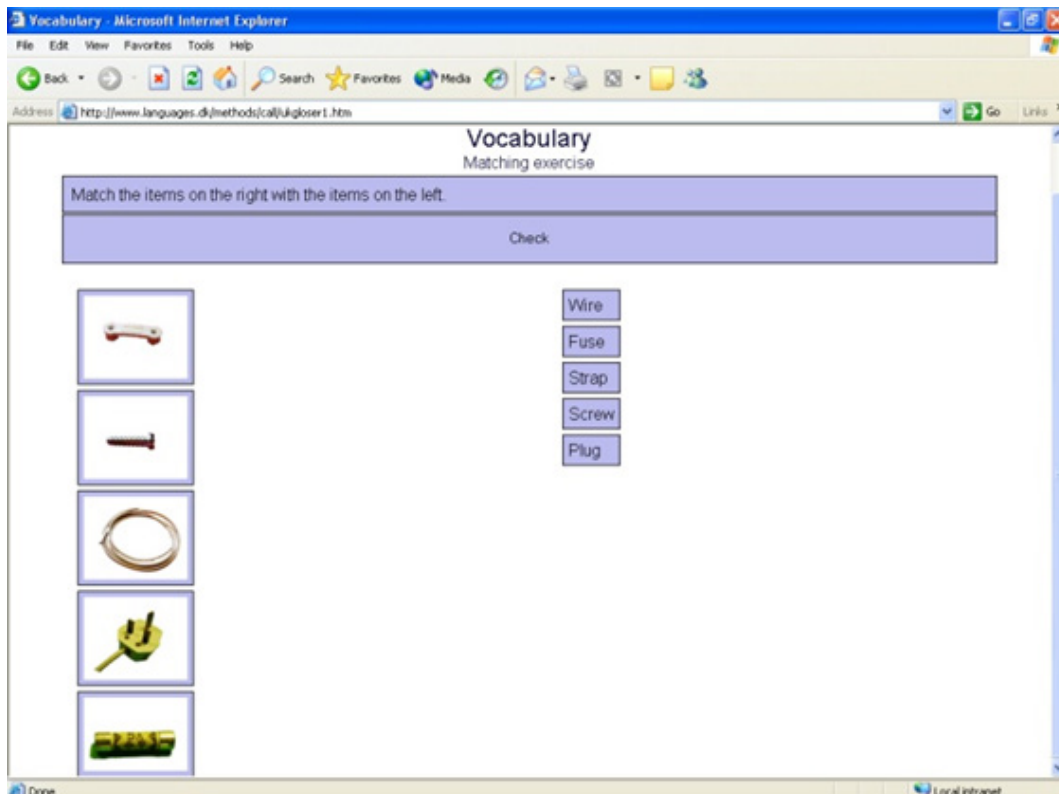 Vocabulary - Microsoft Internet Explorer
File Edit View Favorites Tools Help
Back Search Favorites Media
Address http://www.languages.dk/methods/call/ukgloser1.htm Go Links
Vocabulary
Matching exercise
Match the items on the right with the items on the left.
Check
Wire
Fuse
Strap
Screw
Plug
Done Local intranet